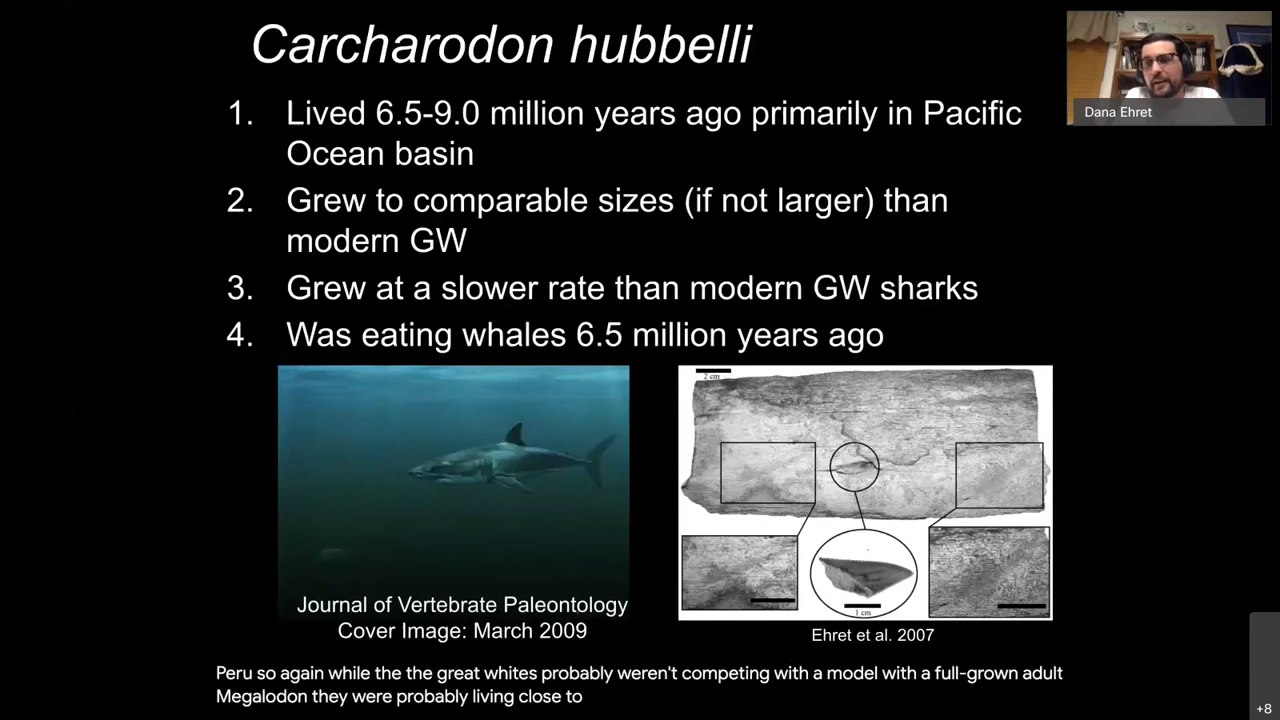 Carcharodon hubbelli
Dana Ehret
1. Lived 6.5-9.0 million years ago primarily in Pacific
Ocean basin
2. Grew to comparable sizes (if not larger) than
modern GW
3. Grew at a slower rate than modern GW sharks
4. Was eating whales 6.5 million years ago
2 cm
1 cm
Journal of Vertebrate Paleontology
Cover Image: March 2009
Ehret et al. 2007
Peru so again while the the great whites probably weren't competing with a model with a full-grown adult
Megalodon they were probably living close to
+8